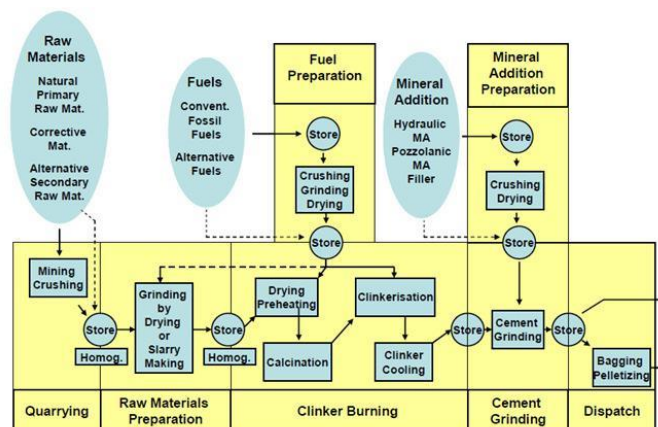 Raw
Materials
Natural
Primary
Raw Mat.
Corrective
Mat.
Alternative
Secondary
Raw Mat.
Fuels
Convent.
Fossil
Fuels
Alternative
Fuels
Fuel
Preparation
Store
Crushing
Grinding
Drying
Store
Mineral
Addition
Hydraulic
MA
Pozzolanic
MA
Filler
Mineral
Addition
Preparation
Store
Crushing
Drying
Store
Mining
Crushing
Store
Homog.
Grinding
by
Drying
or
Slarry
Making
Store
Homog.
Drying
Preheating
Calcination
Clinkerisation
Clinker
Cooling
Store
Cement
Grinding
Store
Bagging
Pelletizing
Quarrying
Raw Materials
Preparation
Clinker Burning
Cement
Grinding
Dispatch